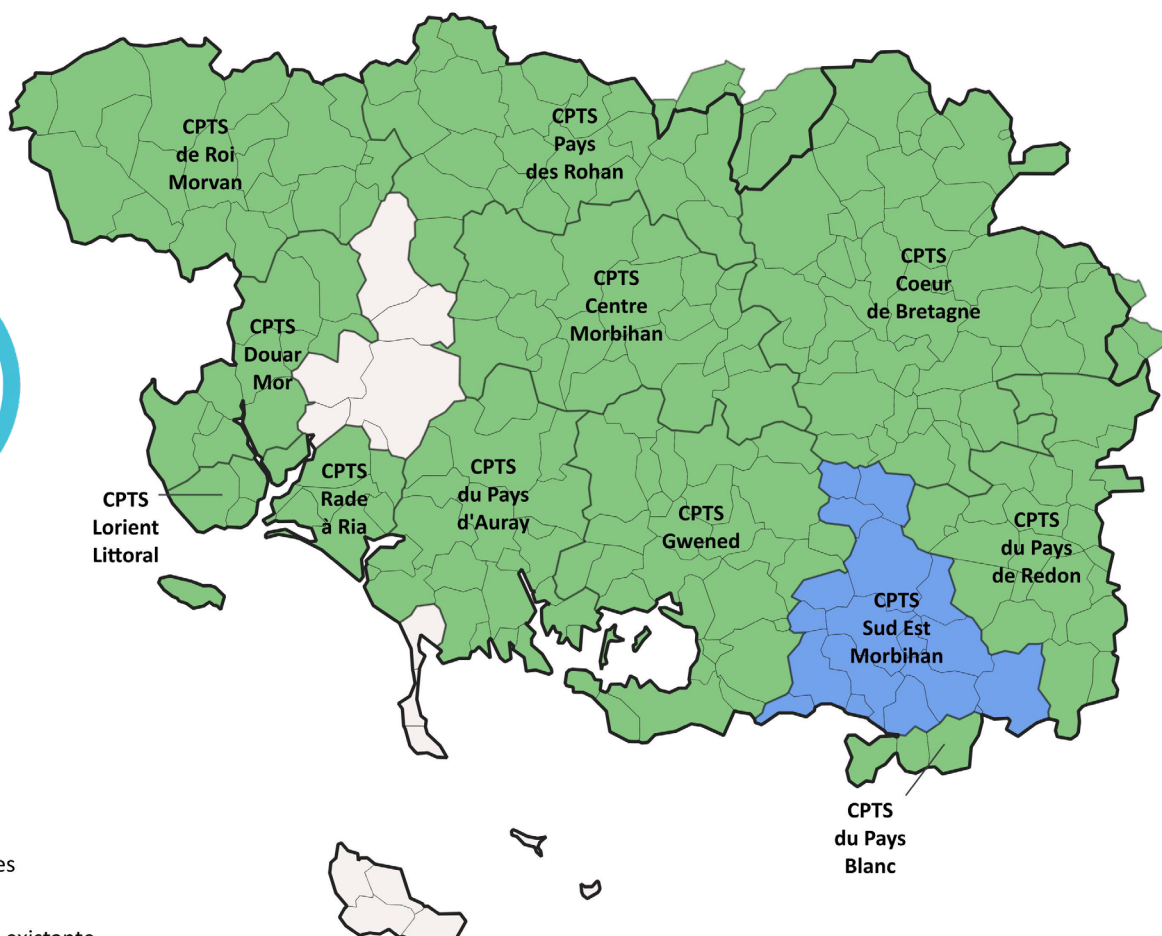 CPTS
de Roi
Morvan
CPTS
Pays
des Rohan
CPTS
Coeur
de Bretagne
CPTS
Centre
Morbihan
CPTS
Douar
Mor
CPTS
Rade
à Ria
CPTS
du Pays
d'Auray
CPTS
Lorient
Littoral
CPTS
Gwened
CPTS
du Pays
de Redon
CPTS
Sud Est
Morbihan
CPTS
du Pays
Blanc
es
existante